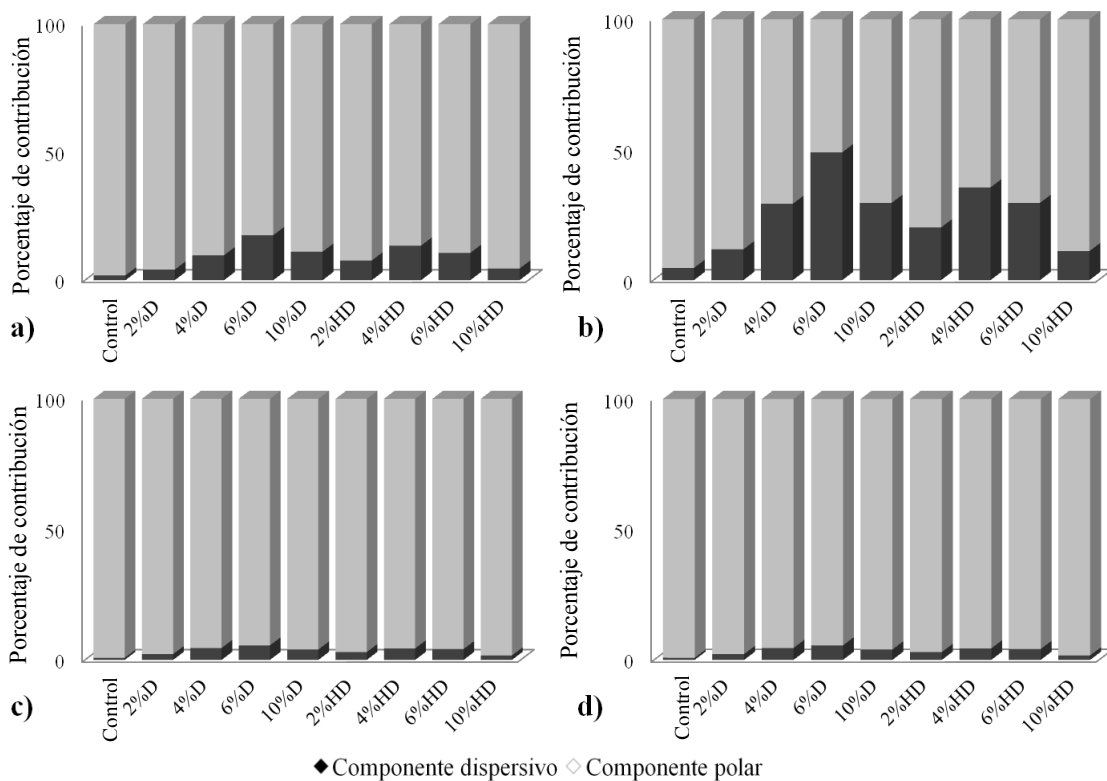 Porcentaje de contribución
100
50
0
Control
2%D
4%D
6%D
10%D
2%HD
4%HD
6%HD
10%HD
a)
Porcentaje de contribución
100
50
0
Control
2%D
4%D
6%D
10%D
2%HD
4%HD
6%HD
10%HD
b)
Porcentaje de contribución
100
50
0
Control
2%D
4%D
6%D
10%D
2%HD
4%HD
6%HD
10%HD
c)
Porcentaje de contribución
100
50
0
Control
2%D
4%D
6%D
10%D
2%HD
4%HD
6%HD
10%HD
d)
Componente dispersivo
Componente polar